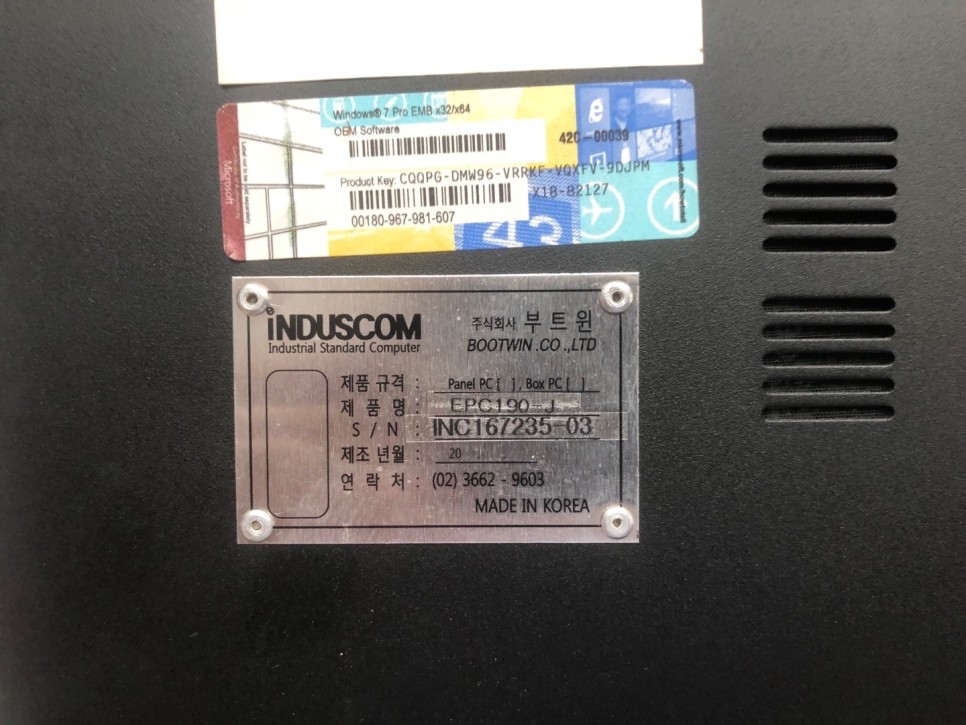 Windows® 7 Pro EMB x32/x64
OEM Software
42C-00039
Product Key: CQQPG-DMW96-VRRKF-VQXFV-9DJPM
X18-82127
00180-967-981-607
Microsoft
iNDUSCOM
Industrial Standard Computer
주식회사 부트윈
BOOTWIN .CO .,LTD
제품 규격 : Panel PC [ ], Box PC [ ]
제 품 명 : EPC190-J
S / N : INC167235-03
제조 년월 : 20
연 락 처 : (02) 3662 - 9603
MADE IN KOREA